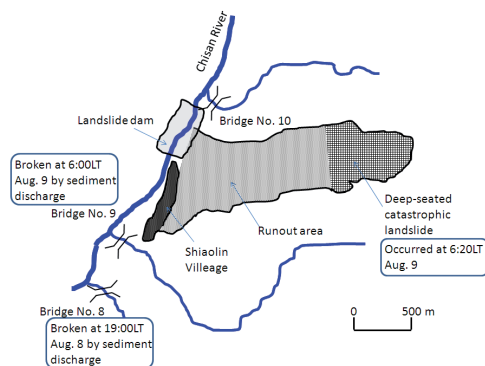 Chisan River
Landslide dam
Bridge No. 10
Broken at 6:00LT
Aug. 9 by sediment
discharge
Bridge No. 9
Shiaolin
Villeage
Runout area
Deep-seated
catastrophic
landslide
Occurred at 6:20LT
Aug. 9
Bridge No. 8
Broken at 19:00LT
Aug. 8 by sediment
discharge
0 500 m